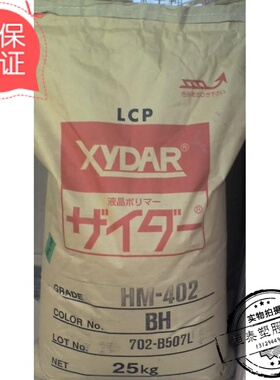 保
证
LCP
XYDAR®
液晶ポリマー
ザイダー®
GRADE HM-402
COLOR No. BH
LOT No. 702-B507L
NET 25kg
实物拍摄